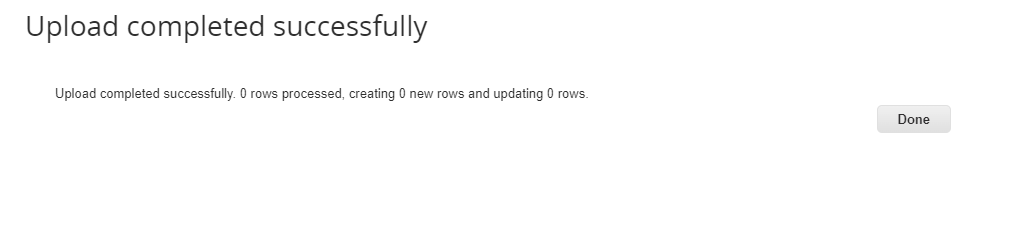 Upload completed successfully
Upload completed successfully. 0 rows processed, creating 0 new rows and updating 0 rows.
Done